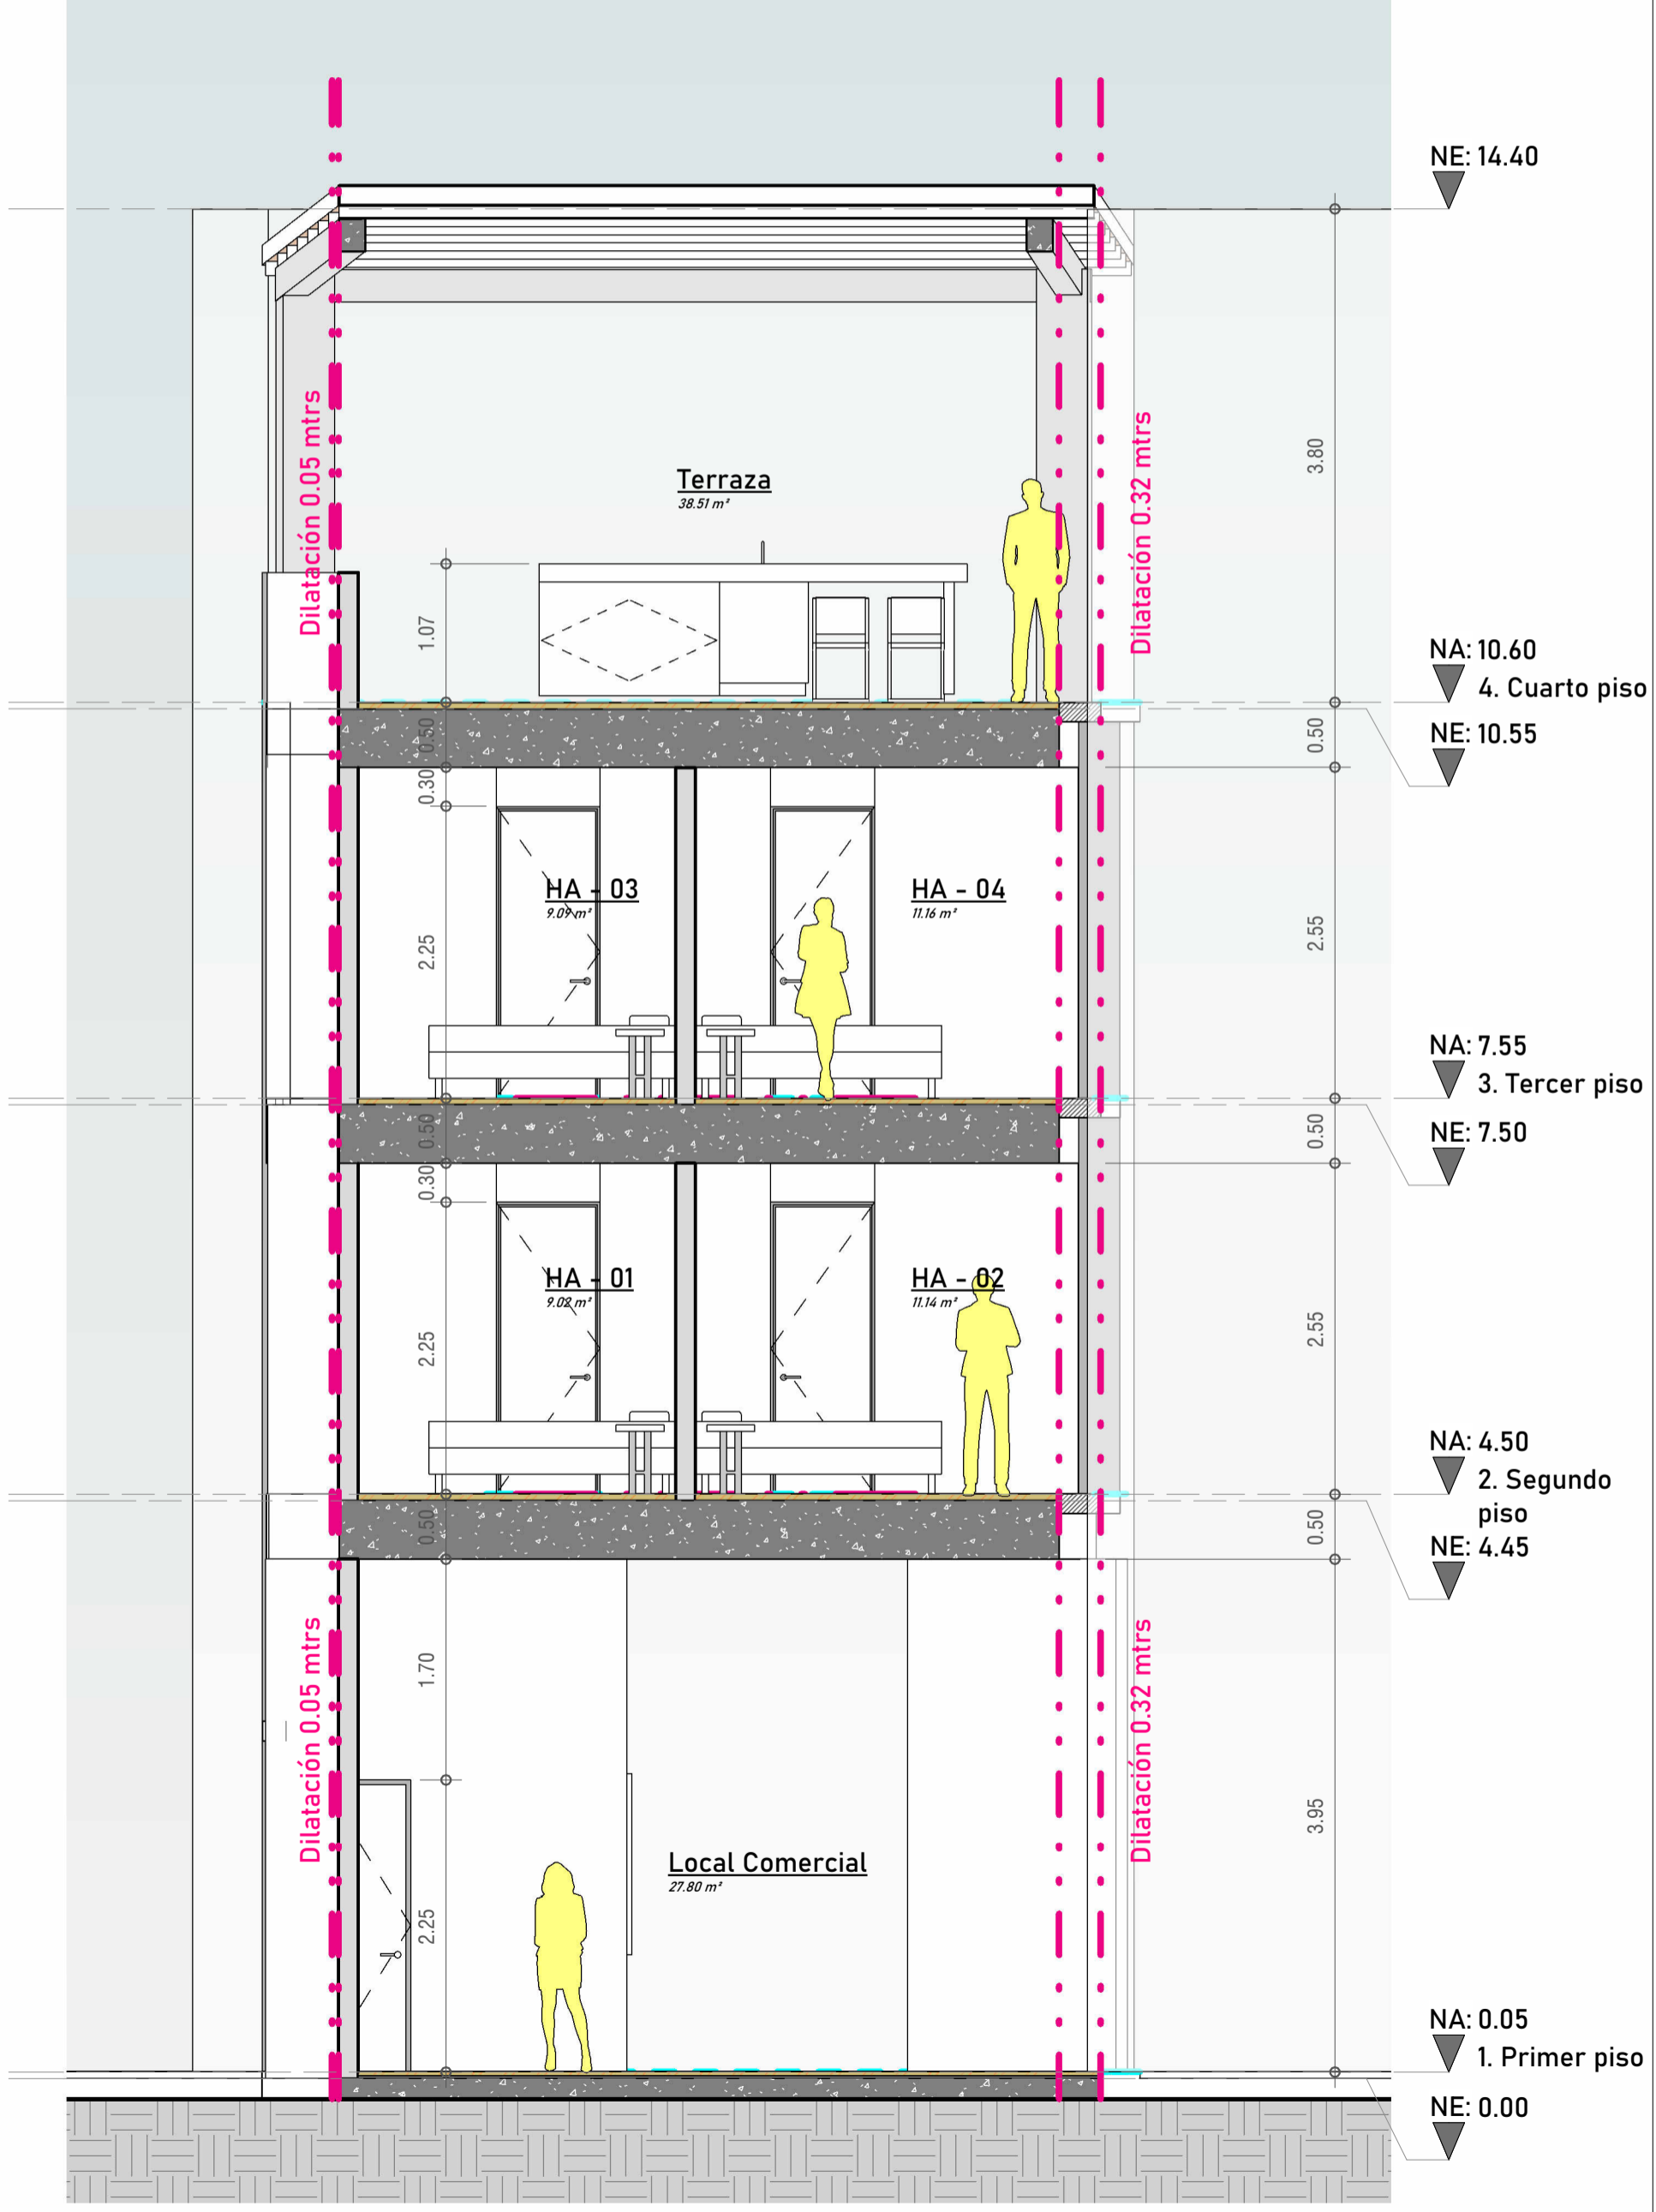 NE: 14.40
Dilatación 0.05 mtrs
Dilatación 0.32 mtrs
3.80
Terraza
38.51 m²
1.07
NA: 10.60
4. Cuarto piso
NE: 10.55
0.50
0.50
0.30
HA - 03
9.09 m²
HA - 04
11.16 m²
2.25
2.55
NA: 7.55
3. Tercer piso
NE: 7.50
0.50
0.50
0.30
HA - 01
9.02 m²
HA - 02
11.14 m²
2.25
2.55
NA: 4.50
2. Segundo
piso
NE: 4.45
0.50
0.50
1.70
Dilatación 0.05 mtrs
Dilatación 0.32 mtrs
3.95
Local Comercial
27.80 m²
2.25
NA: 0.05
1. Primer piso
NE: 0.00